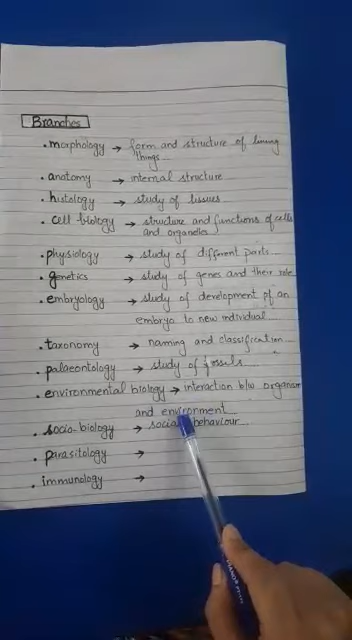 Branches
• morphology → form and structure of living
things
• anatomy → internal structure
• histology → study of tissues
• cell biology → structure and functions of cells
and organelles
• physiology → study of different parts
• genetics → study of genes and their role
• embryology → study of development of an
embryo to new individual
• taxonomy → naming and classification
• palaeontology → study of fossils
• environmental biology → interaction b/w organism
and environment
• socio-biology → social behaviour
• parasitology →
• immunology →